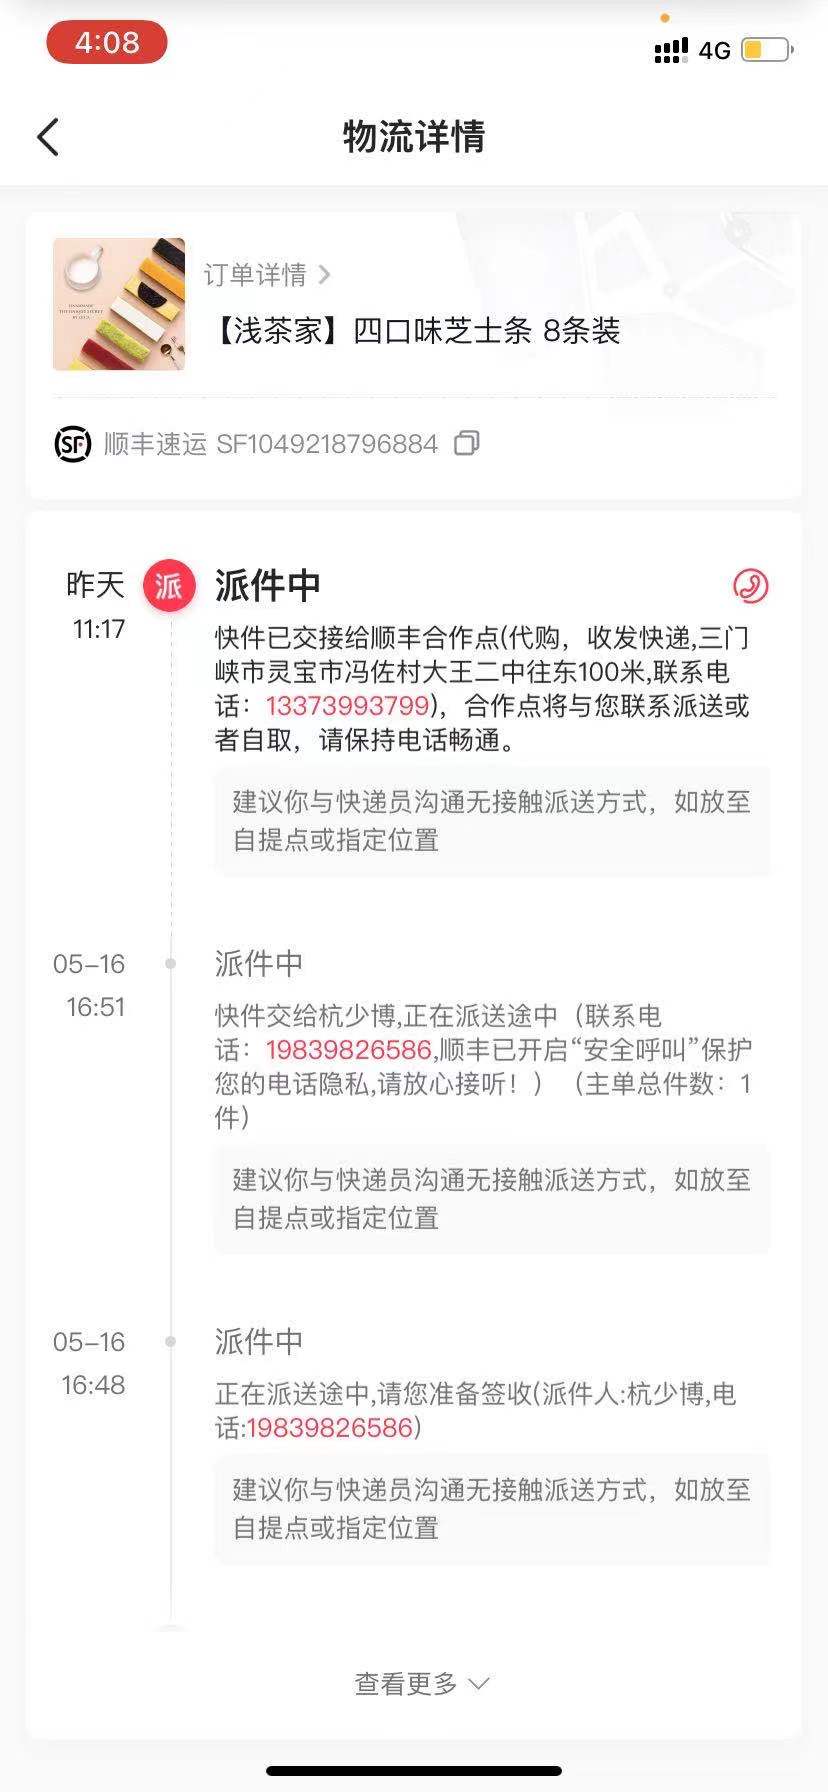 4:08
4G
物流详情
订单详情
【浅茶家】四口味芝士条 8条装
SF 顺丰速运 SF1049218796884
昨天 派 派件中
11:17
快件已交接给顺丰合作点(代购，收发快递,三门
峡市灵宝市冯佐村大王二中往东100米,联系电
话：13373993799)，合作点将与您联系派送或
者自取，请保持电话畅通。
建议你与快递员沟通无接触派送方式，如放至
自提点或指定位置
05-16 派件中
16:51
快件交给杭少博,正在派送途中（联系电
话：19839826586,顺丰已开启“安全呼叫”保护
您的电话隐私,请放心接听！）（主单总件数：1
件）
建议你与快递员沟通无接触派送方式，如放至
自提点或指定位置
05-16 派件中
16:48
正在派送途中,请您准备签收(派件人:杭少博,电
话:19839826586)
建议你与快递员沟通无接触派送方式，如放至
自提点或指定位置
查看更多